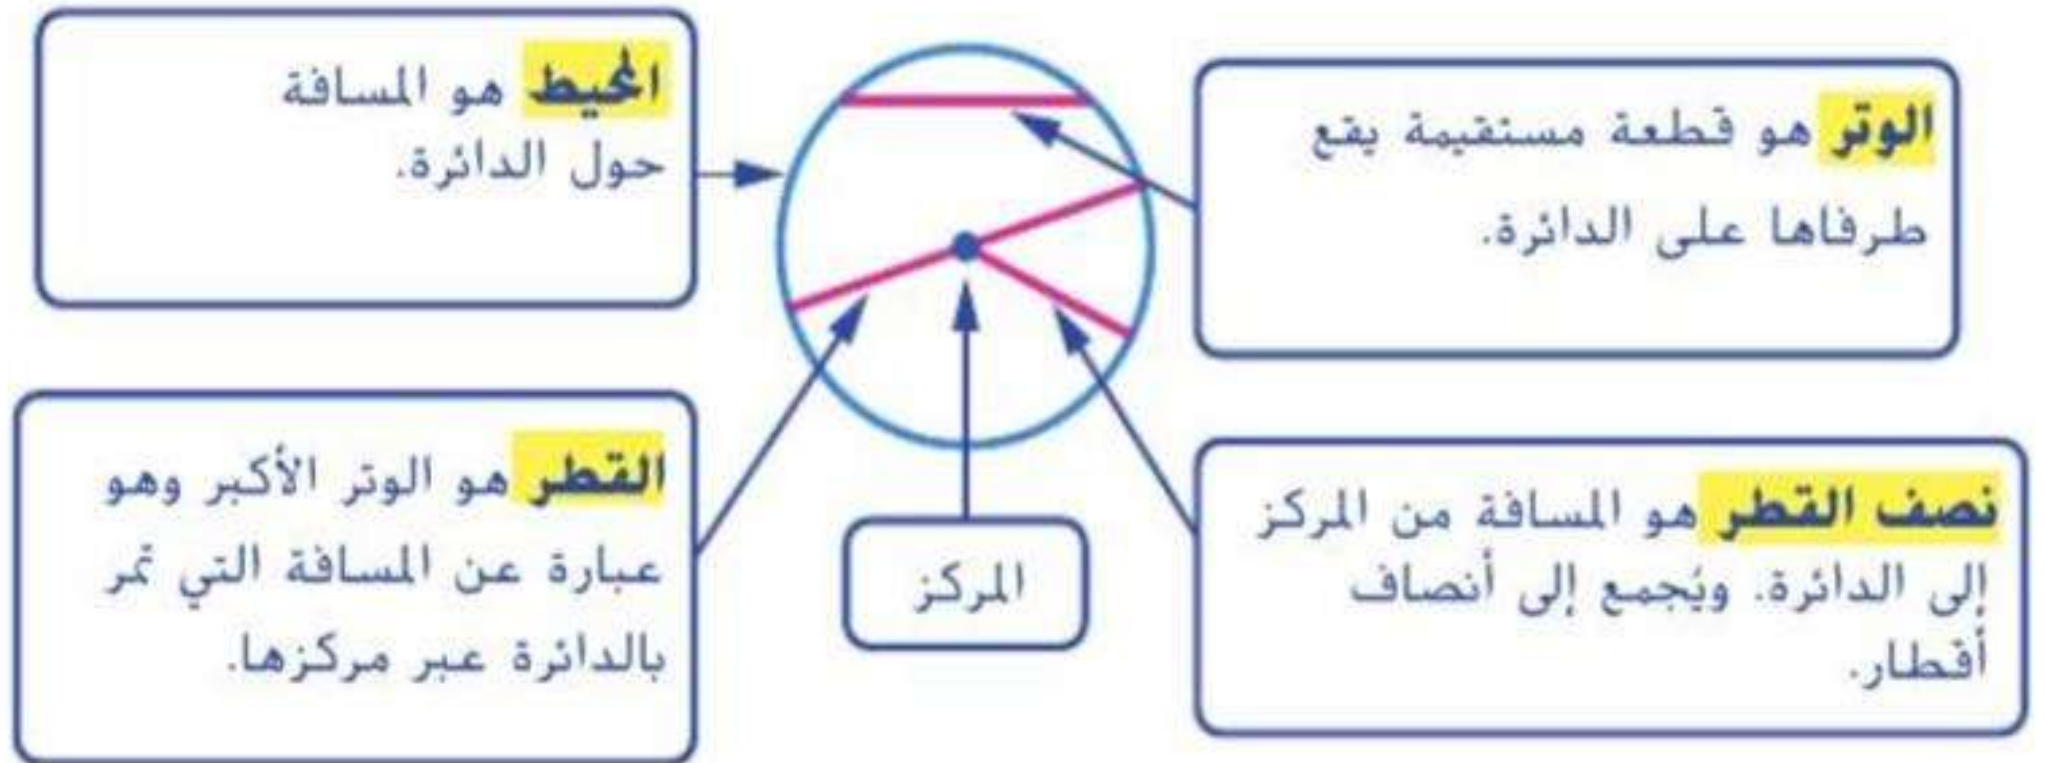 الوتر هو قطعة مستقيمة يقع
طرفاها على الدائرة.
المحيط هو المسافة
حول الدائرة.
نصف القطر هو المسافة من المركز
إلى الدائرة. ويُجمع إلى أنصاف
أقطار.
المركز
القطر هو الوتر الأكبر وهو
عبارة عن المسافة التي تمر
بالدائرة عبر مركزها.